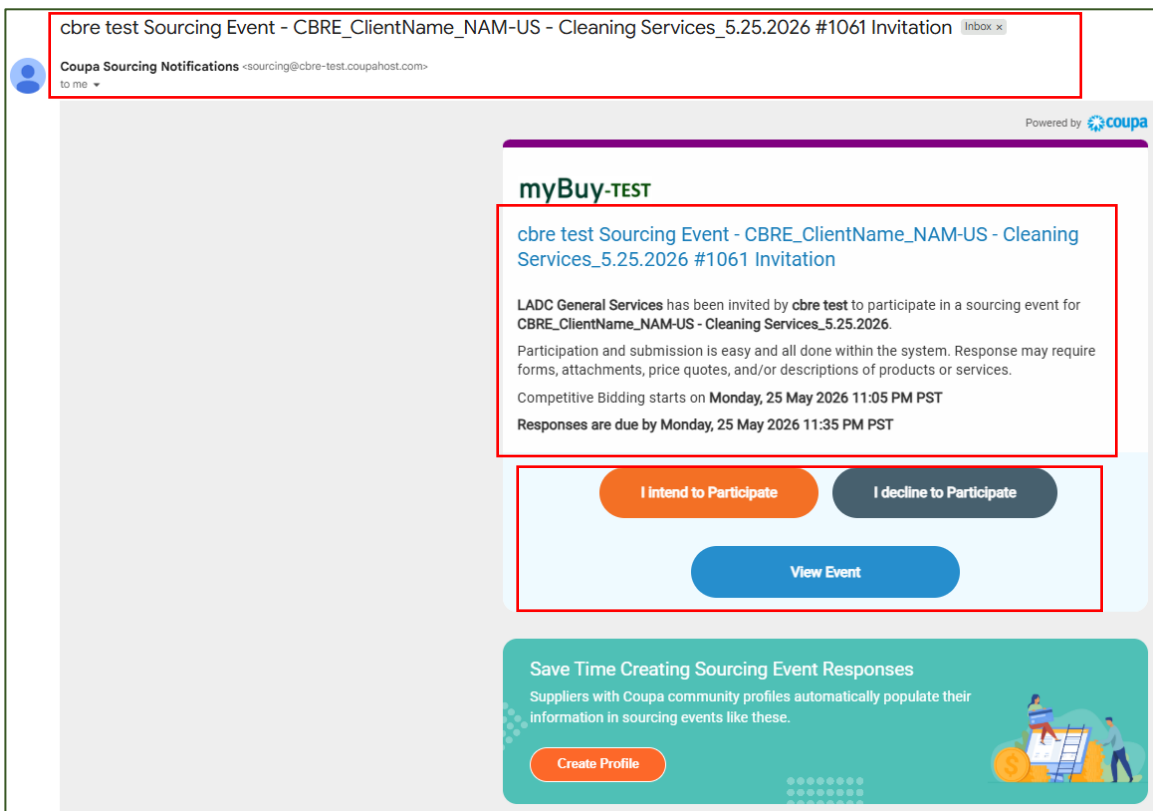 cbre test Sourcing Event - CBRE_ClientName_NAM-US - Cleaning Services_5.25.2026 #1061 Invitation Inbox ×
Coupa Sourcing Notifications <sourcing@cbre-test.coupahost.com>
to me
Powered by coupa
myBuy-TEST
cbre test Sourcing Event - CBRE_ClientName_NAM-US - Cleaning
Services_5.25.2026 #1061 Invitation
LADC General Services has been invited by cbre test to participate in a sourcing event for
CBRE_ClientName_NAM-US - Cleaning Services_5.25.2026.
Participation and submission is easy and all done within the system. Response may require
forms, attachments, price quotes, and/or descriptions of products or services.
Competitive Bidding starts on Monday, 25 May 2026 11:05 PM PST
Responses are due by Monday, 25 May 2026 11:35 PM PST
I intend to Participate
I decline to Participate
View Event
Save Time Creating Sourcing Event Responses
Suppliers with Coupa community profiles automatically populate their
information in sourcing events like these.
Create Profile